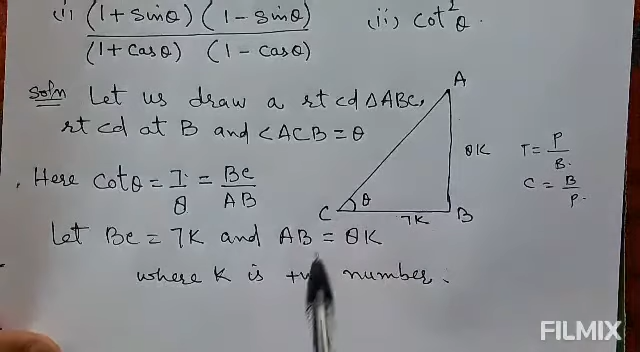 (i) (1+sinθ) (1-sinθ) (ii) cot²θ.
(1+cosθ) (1-cosθ)
Soln Let us draw a rt cd ΔABC,
rt cd at B and <ACB=θ
Here cotθ = 7/8 = BC/AB
Let BC = 7K and AB = 8K
where K is +ve number.
A
8K
C θ 7K B
T = P/B.
C = B/P.
FILMIX